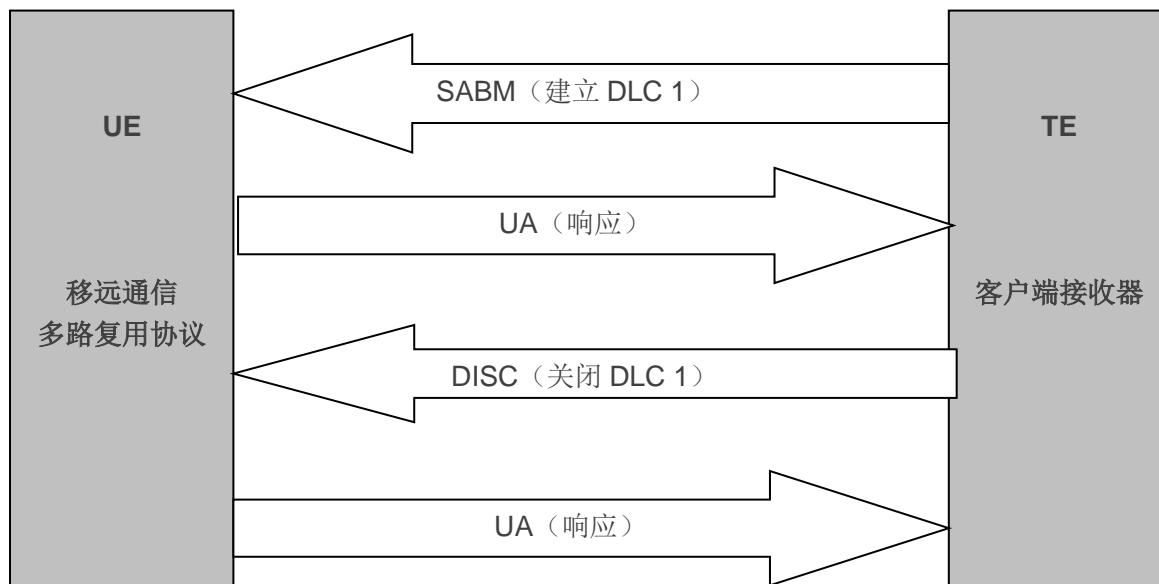 SABM（建立 DLC 1）
UE
TE
UA（响应）
移远通信
多路复用协议
客户端接收器
DISC（关闭 DLC 1）
UA（响应）